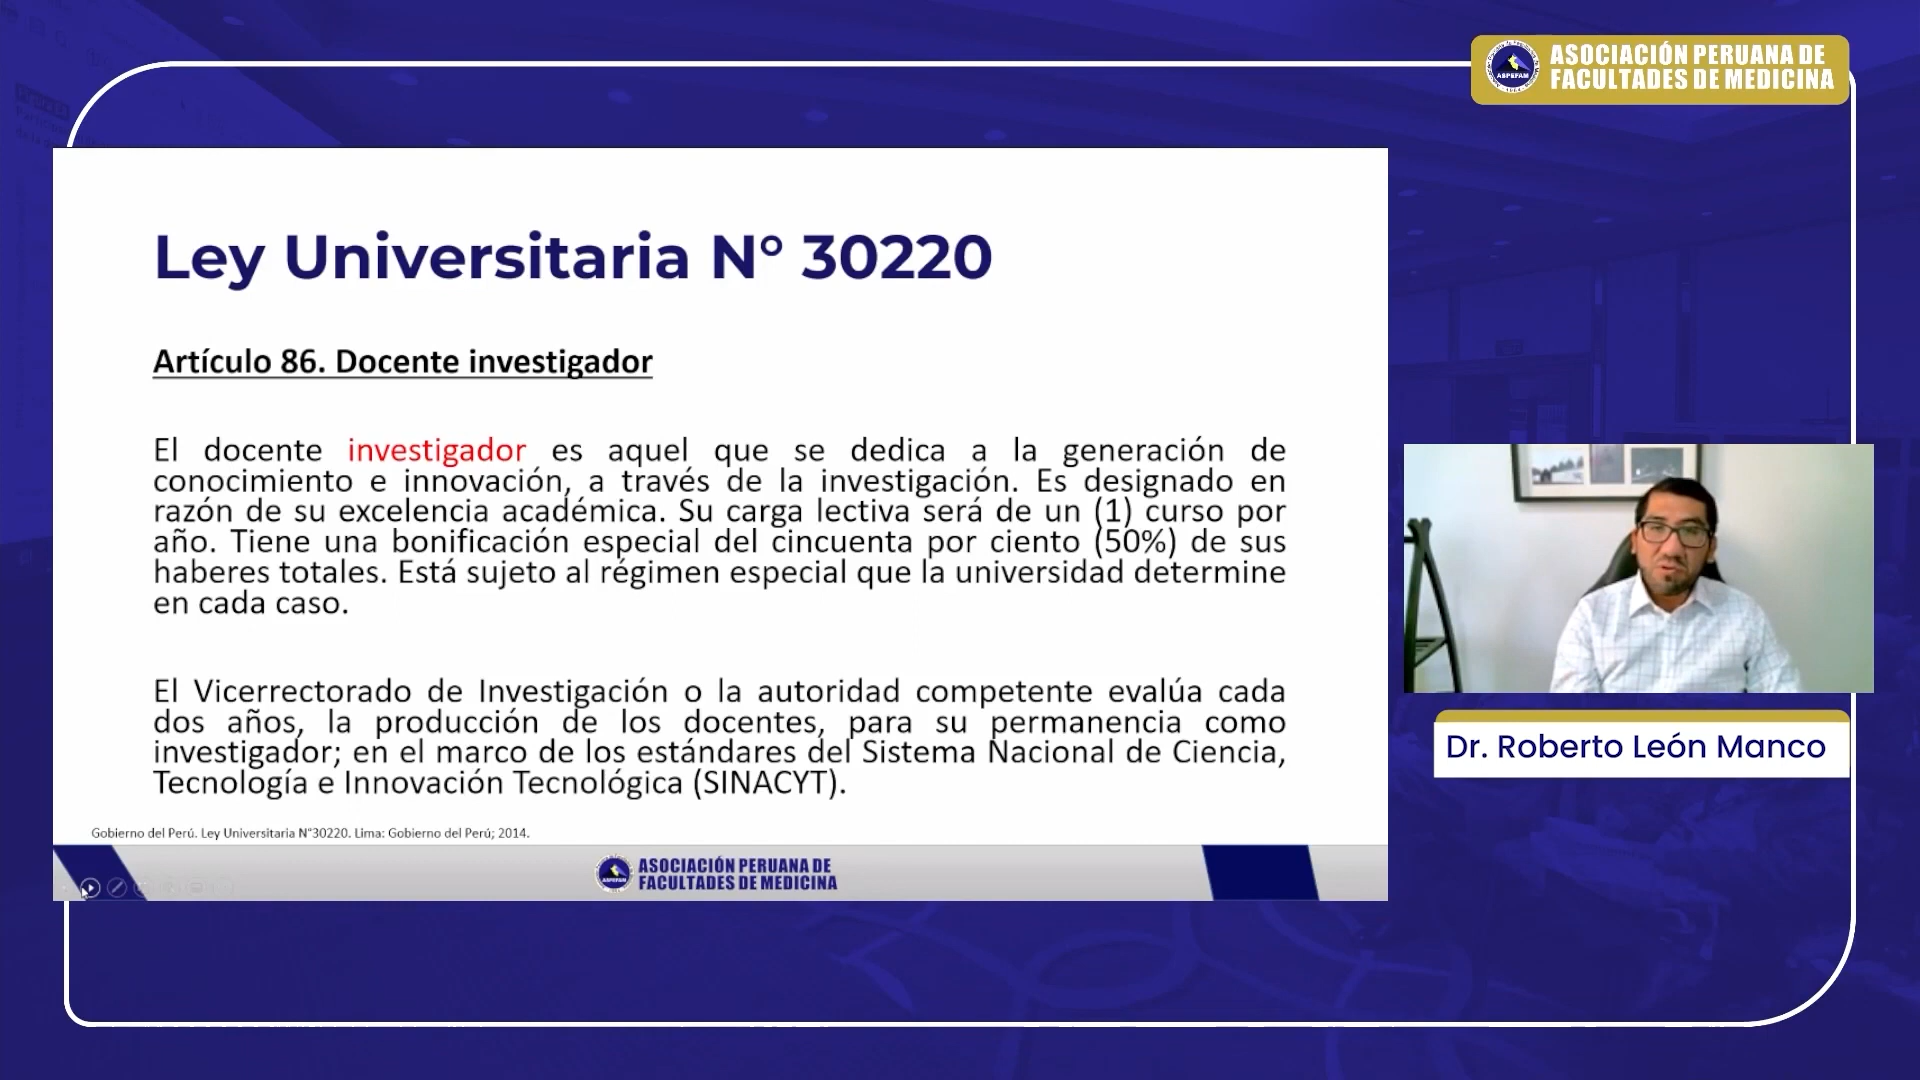 ASOCIACIÓN PERUANA DE
FACULTADES DE MEDICINA
ASPEFAM
Ley Universitaria N° 30220
Artículo 86. Docente investigador
El docente investigador es aquel que se dedica a la generación de
conocimiento e innovación, a través de la investigación. Es designado en
razón de su excelencia académica. Su carga lectiva será de un (1) curso por
año. Tiene una bonificación especial del cincuenta por ciento (50%) de sus
haberes totales. Está sujeto al régimen especial que la universidad determine
en cada caso.
El Vicerrectorado de Investigación o la autoridad competente evalúa cada
dos años, la producción de los docentes, para su permanencia como
investigador; en el marco de los estándares del Sistema Nacional de Ciencia,
Tecnología e Innovación Tecnológica (SINACYT).
Gobierno del Perú. Ley Universitaria N°30220. Lima: Gobierno del Perú; 2014.
ASPEFAM
ASOCIACIÓN PERUANA DE
FACULTADES DE MEDICINA
Dr. Roberto León Manco